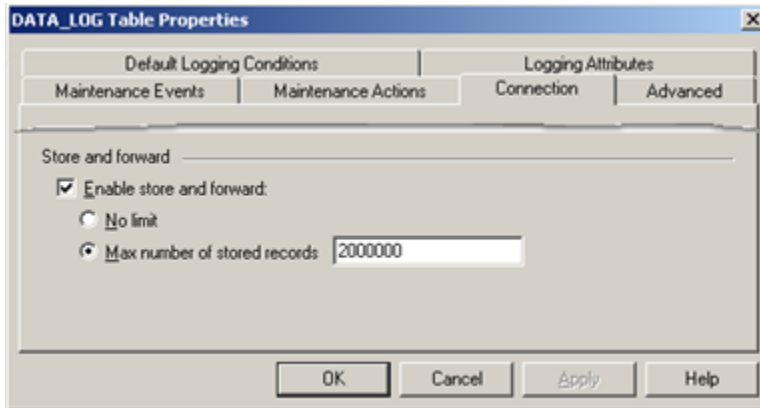 DATA_LOG Table Properties
Default Logging Conditions
Logging Attributes
Maintenance Events
Maintenance Actions
Connection
Advanced
Store and forward
Enable store and forward:
No limit
Max number of stored records 2000000
OK
Cancel
Apply
Help